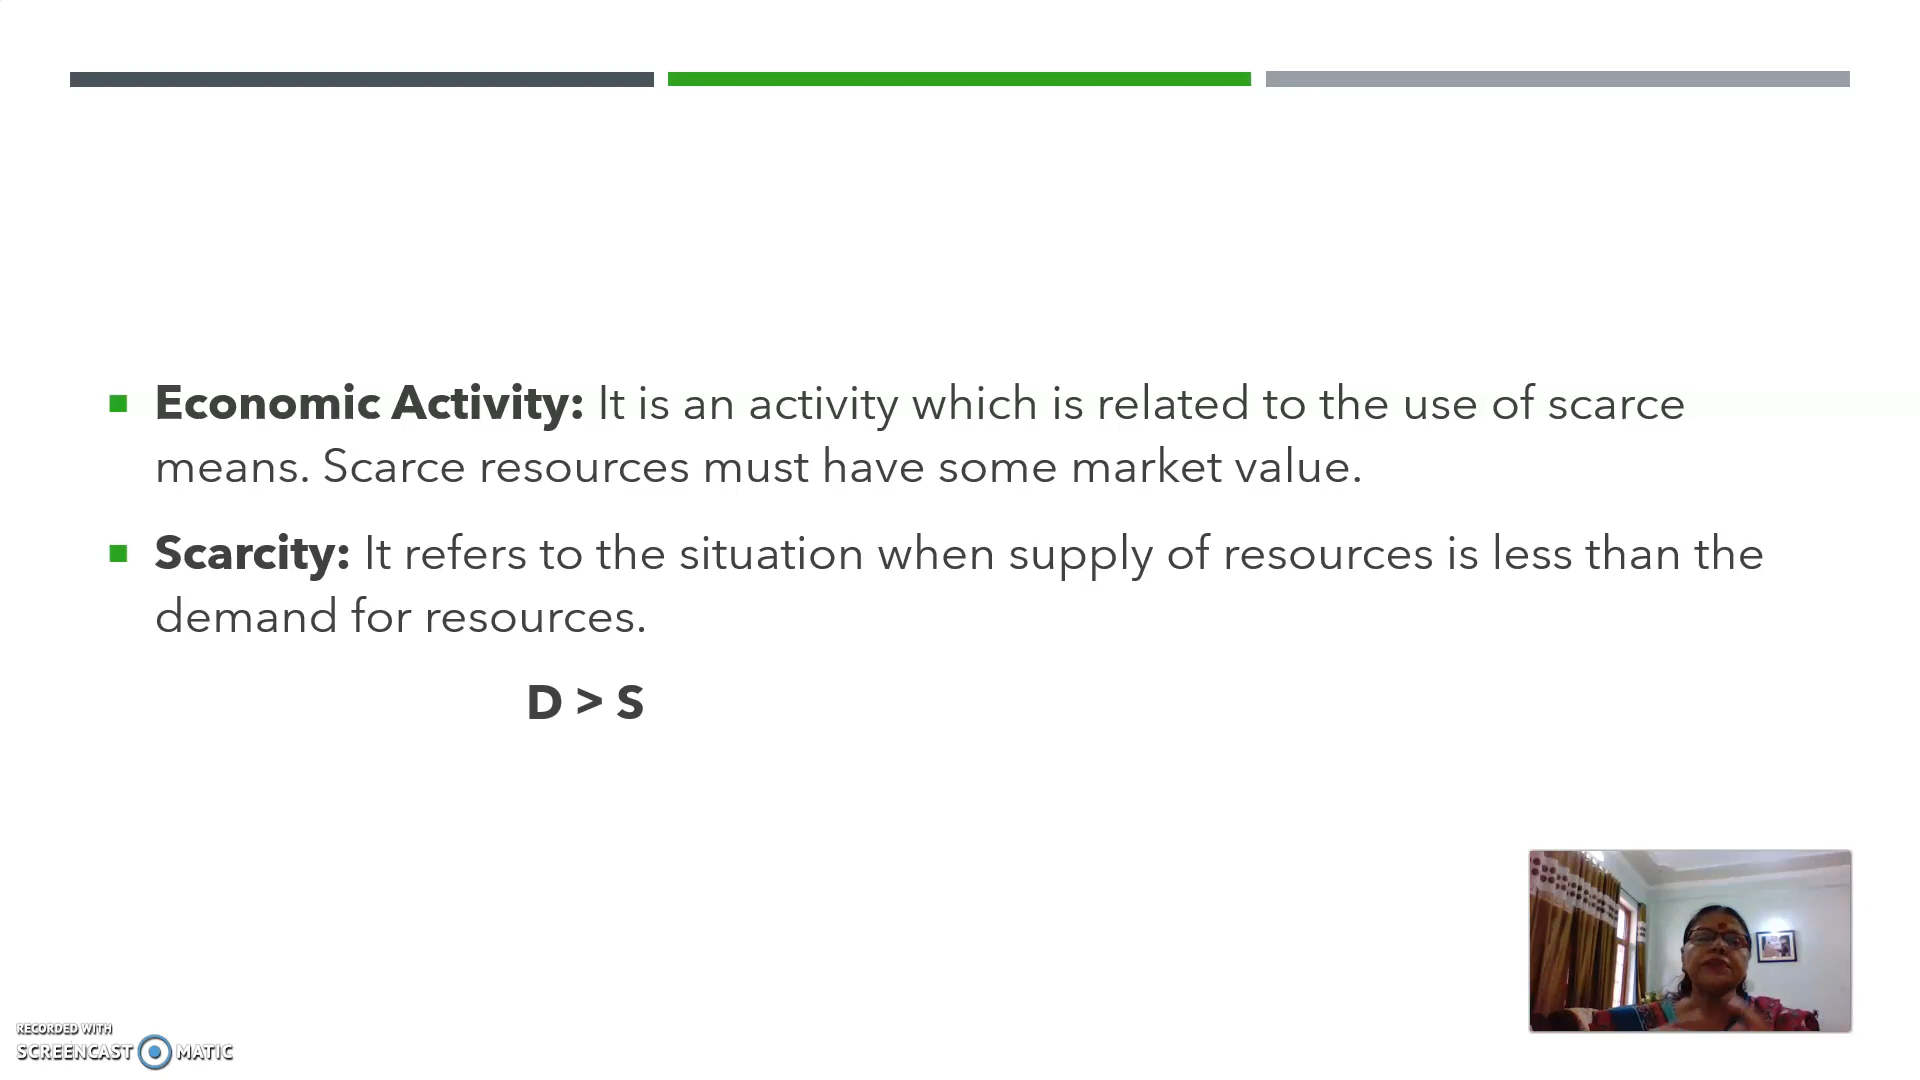 Economic Activity: It is an activity which is related to the use of scarce
means. Scarce resources must have some market value.
Scarcity: It refers to the situation when supply of resources is less than the
demand for resources.
D > S
RECORDED WITH
SCREENCAST MATIC